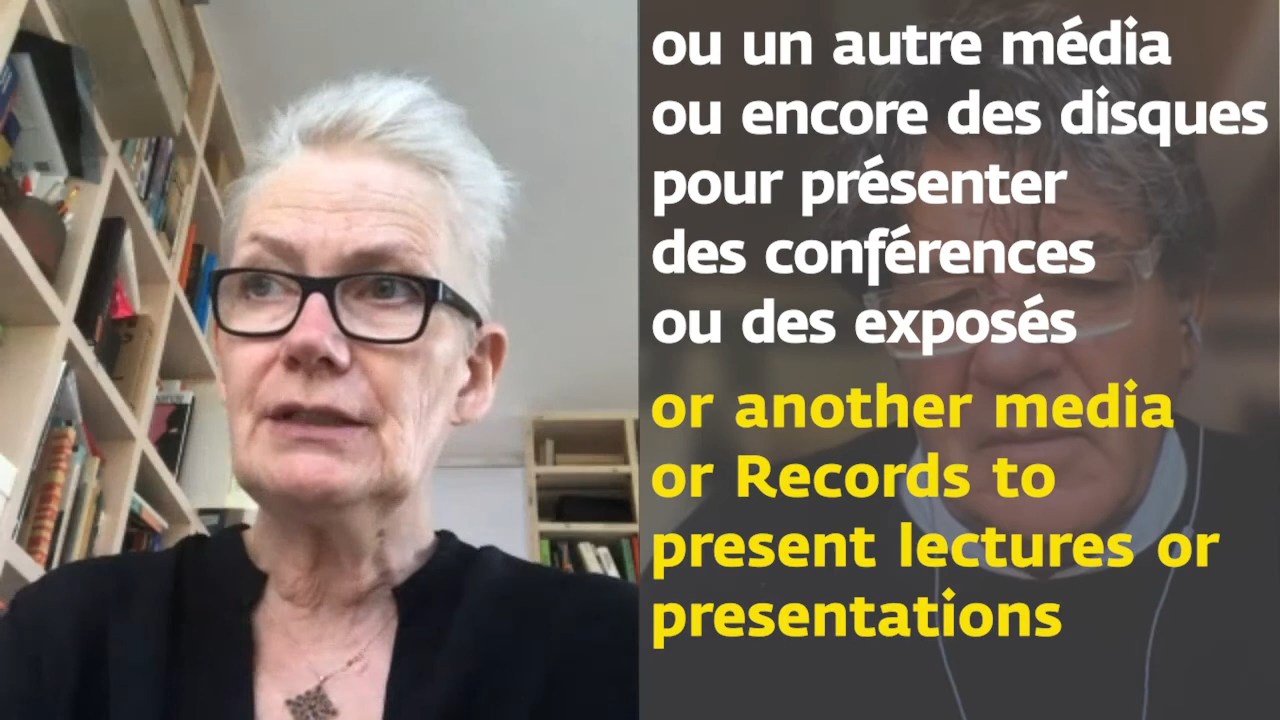 ou un autre média
ou encore des disques
pour présenter
des conférences
ou des exposés
or another media
or Records to
present lectures or
presentations